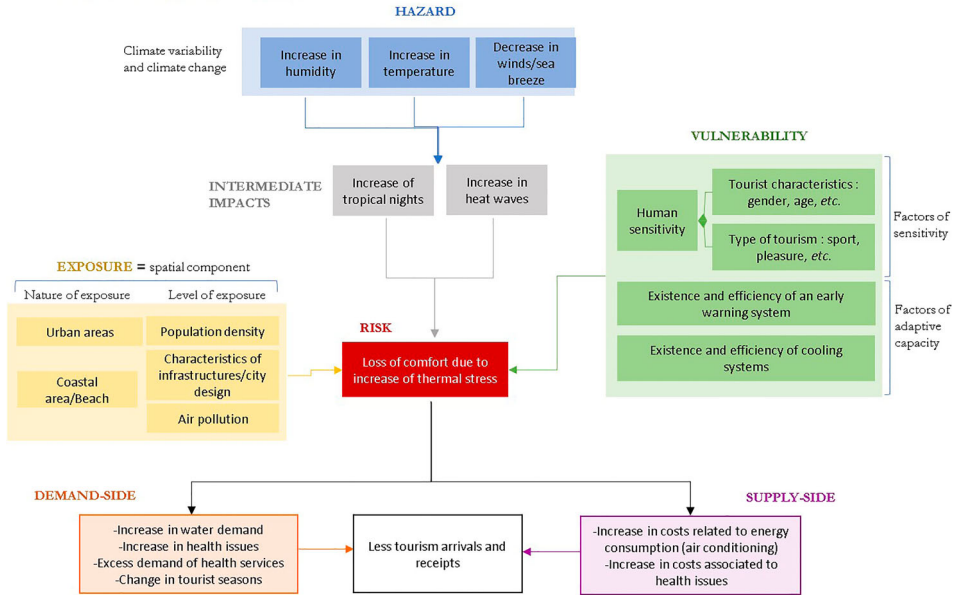 HAZARD
Climate variability
and climate change
Increase in
humidity
Increase in
temperature
Decrease in
winds/sea
breeze
VULNERABILITY
INTERMEDIATE
IMPACTS
Increase of
tropical nights
Increase in
heat waves
Human
sensitivity
Tourist characteristics :
gender, age, etc.
Type of tourism : sport,
pleasure, etc.
Factors of
sensitivity
Existence and efficiency of an early
warning system
Existence and efficiency of cooling
systems
Factors of
adaptive
capacity
EXPOSURE = spatial component
Nature of exposure
Level of exposure
Urban areas
Coastal
area/Beach
Population density
Characteristics of
infrastructures/city
design
Air pollution
RISK
Loss of comfort due to
increase of thermal stress
DEMAND-SIDE
-Increase in water demand
-Increase in health issues
-Excess demand of health services
-Change in tourist seasons
Less tourism arrivals and
receipts
SUPPLY-SIDE
-Increase in costs related to energy
consumption (air conditioning)
-Increase in costs associated to
health issues